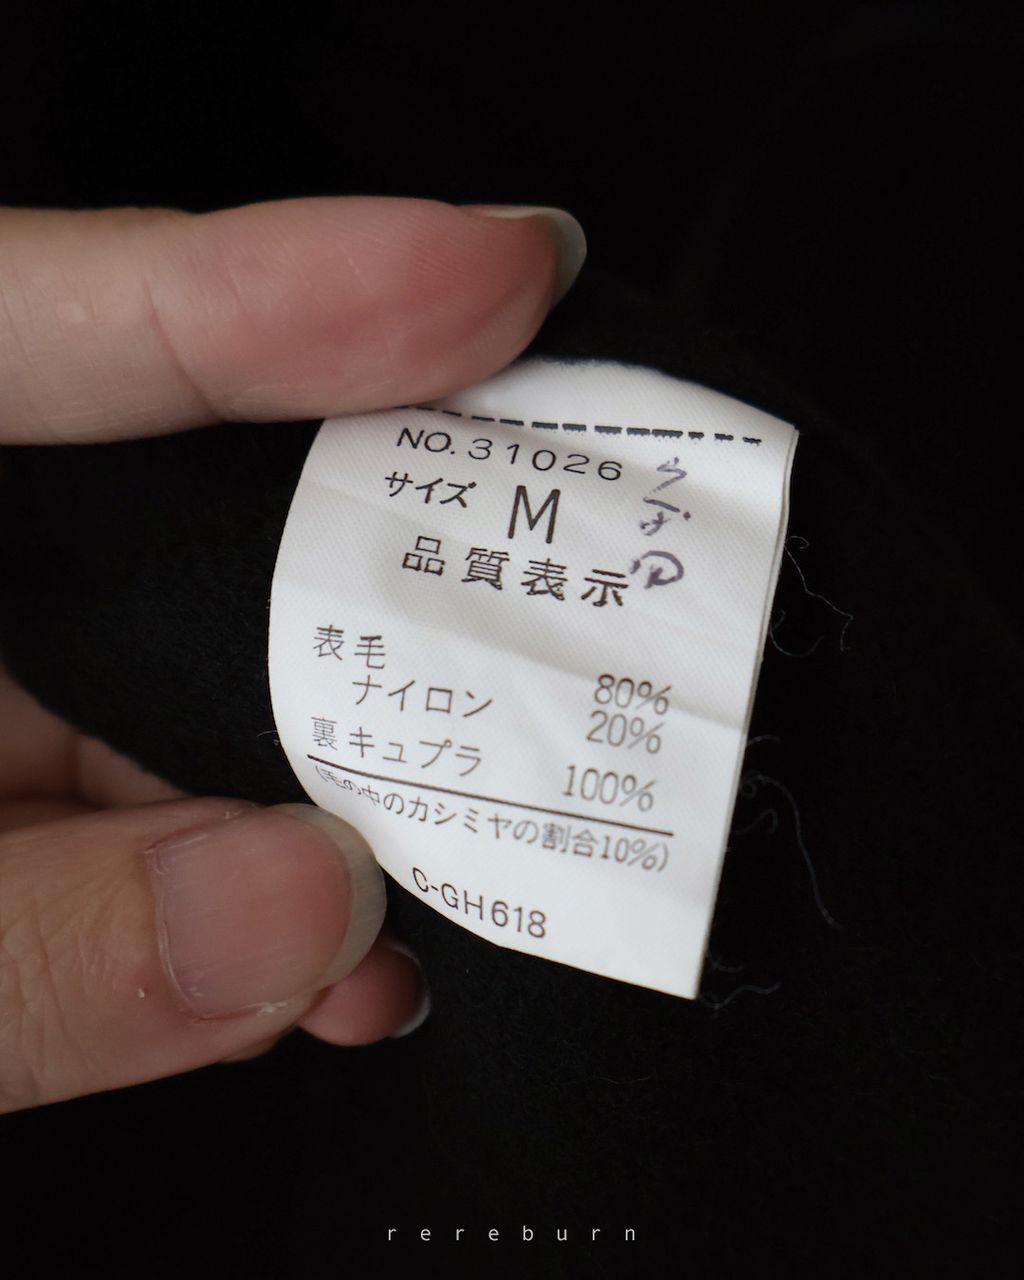 NO.31026
サイズ M
品質表示
表毛 80%
ナイロン 20%
裏キュプラ 100%
(毛の中のカシミヤの割合10%)
C-GH618
rereburn